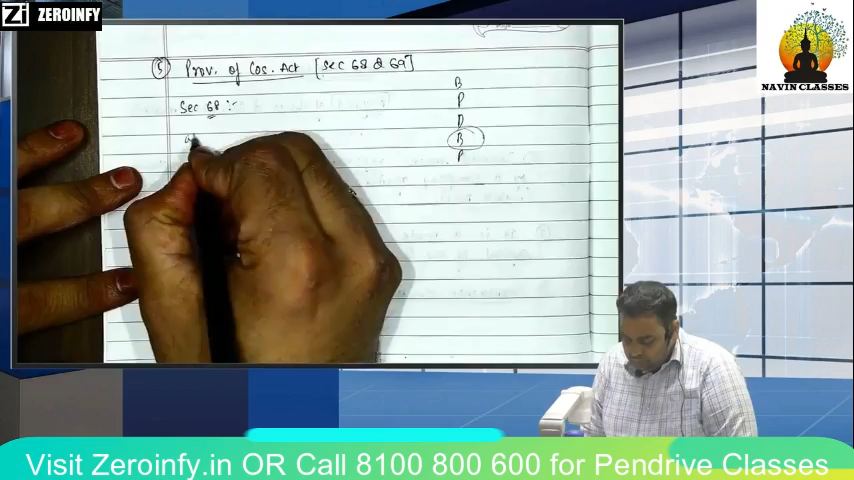 Zi ZEROINFY
NAVIN CLASSES
⑤ Prov. of Cos. Act [Sec 68 & 69]
Sec 68 :-
B
P
D
B
P
a
Visit Zeroinfy.in OR Call 8100 800 600 for Pendrive Classes